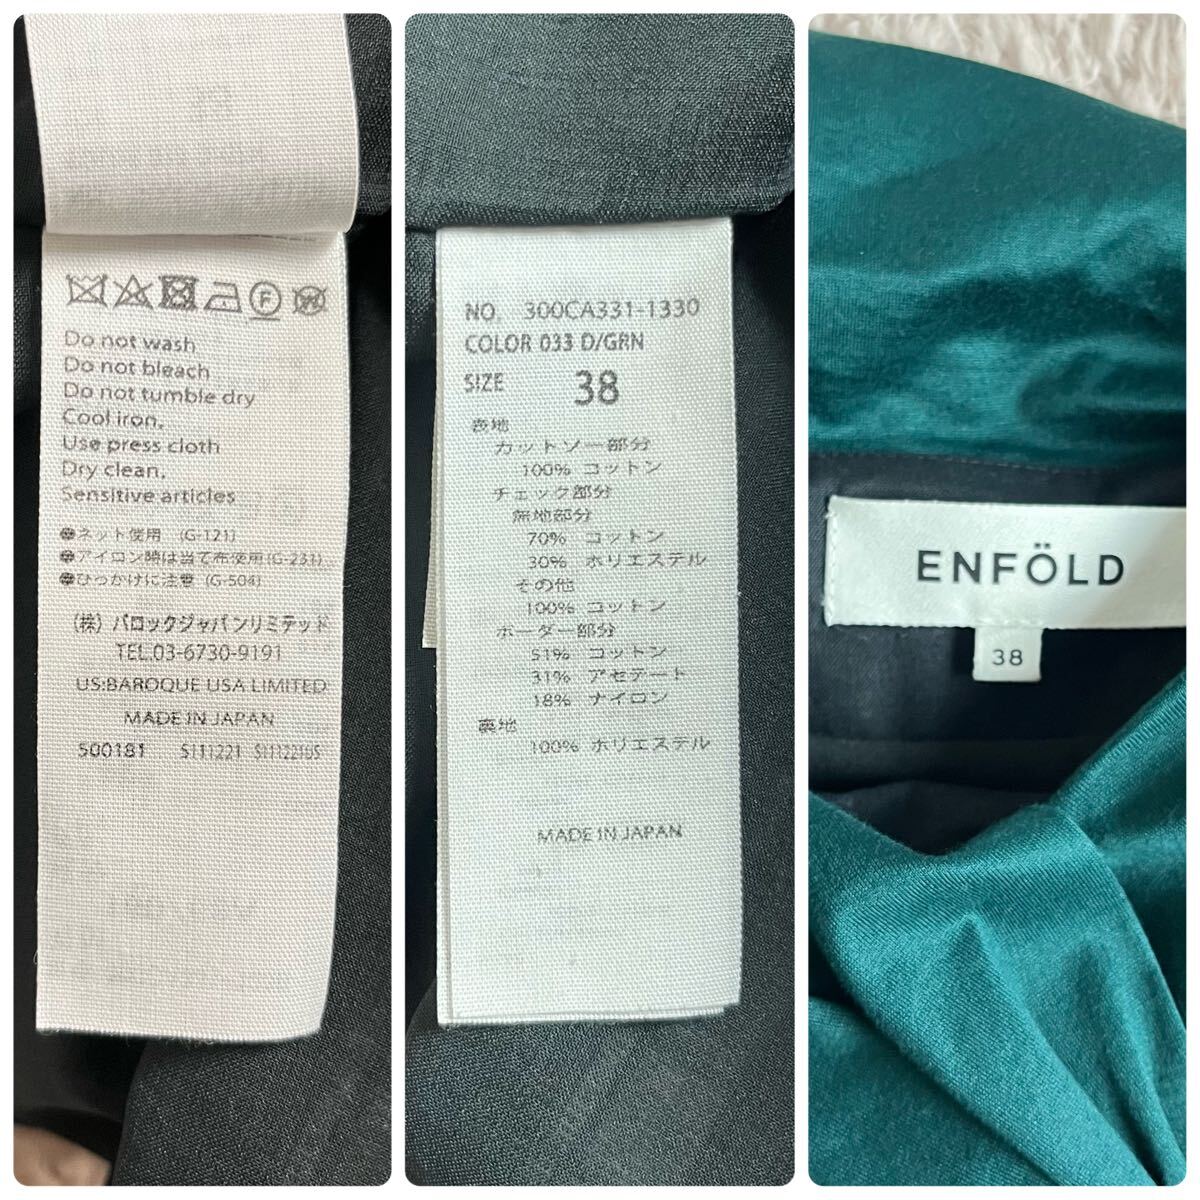 Do not wash
Do not bleach
Do not tumble dry
Cool iron,
Use press cloth
Dry clean,
Sensitive articles
ネット使用 (G-121)
アイロン時は当て布使用(G-231)
ひっかけに注意 (G-504)
(株) バロックジャパンリミテッド
TEL.03-6730-9191
US:BAROQUE USA LIMITED
MADE IN JAPAN
500181 S111221 S111221US
NO. 300CA331-1330
COLOR 033 D/GRN
SIZE 38
表地
カットソー部分
100% コットン
チェック部分
無地部分
70% コットン
30% ポリエステル
その他
100% コットン
ボーダー部分
51% コットン
31% アセテート
18% ナイロン
裏地
100% ポリエステル
MADE IN JAPAN
ENFÖLD
38